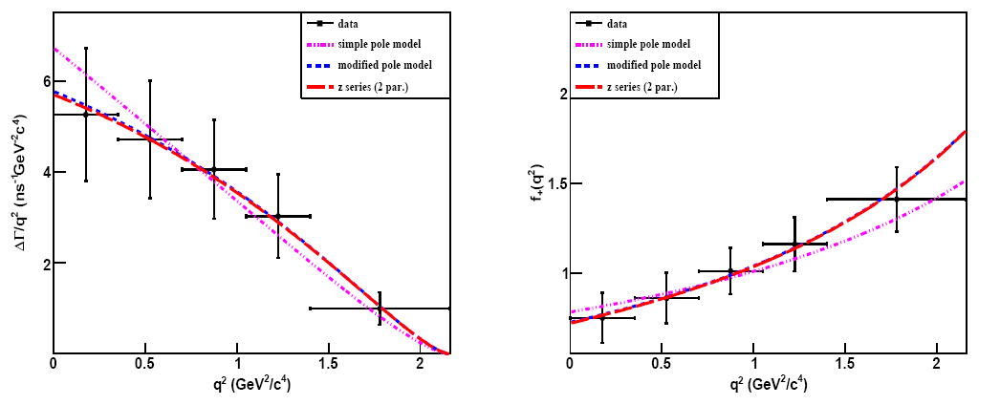 data
simple pole model
modified pole model
z series (2 par.)
6
4
2
ΔΓ/q² (ns⁻¹GeV⁻²c⁴)
0
0.5
1
1.5
2
q² (GeV²/c⁴)
data
simple pole model
modified pole model
z series (2 par.)
2
1.5
1
f₊(q²)
0
0.5
1
1.5
2
q² (GeV²/c⁴)